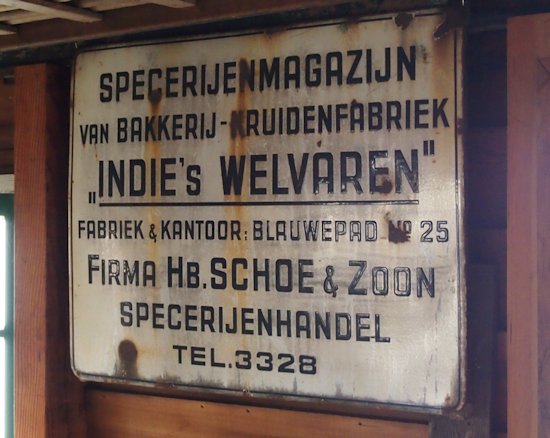 SPECERIJENMAGAZIJN
VAN BAKKERIJ-KRUIDENFABRIEK
„INDIE's WELVAREN"
FABRIEK & KANTOOR: BLAUWEPAD No 25
FIRMA HB. SCHOE & ZOON
SPECERIJENHANDEL
TEL. 3328